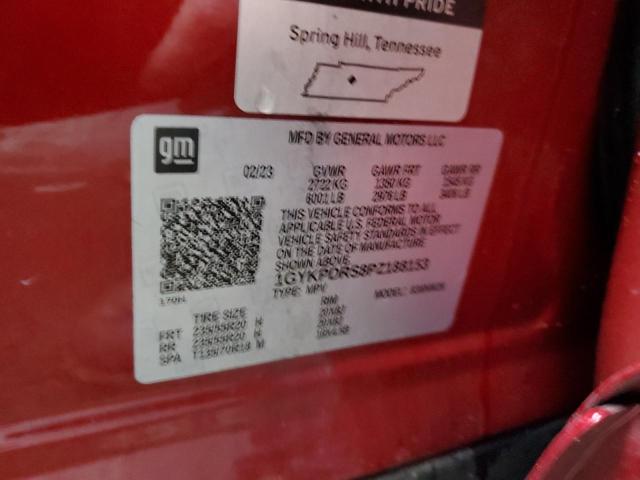 PRIDE
Spring Hill, Tennessee
gm
MFD BY GENERAL MOTORS LLC
02/23 GVWR GAWR FRT GAWR RR
2722 KG 1350 KG
6001 LB 2976 LB
THIS VEHICLE CONFORMS TO ALL
APPLICABLE U.S. FEDERAL MOTOR
VEHICLE SAFETY STANDARDS IN EFFECT
ON THE DATE OF MANUFACTURE
SHOWN ABOVE.
1GYKPDRS8PZ188153
TYPE: MPV MODEL:
TIRE SIZE RIM
FRT 235/55R20 H
RR 235/55R20 H
SPA T135/70R18 M